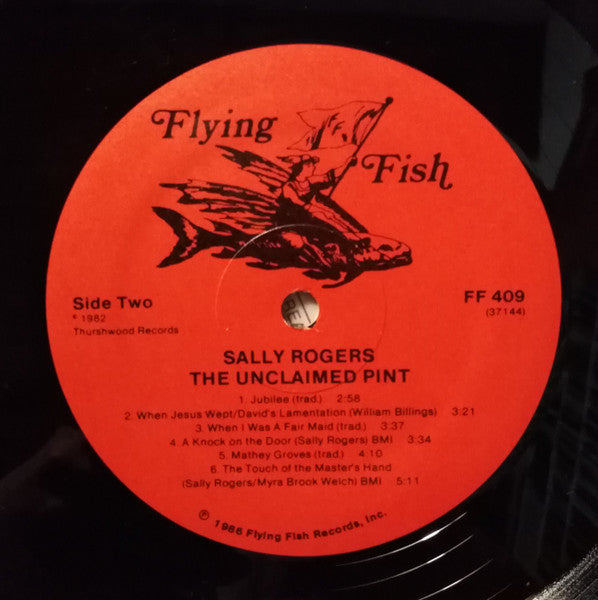 Flying
Fish
Side Two
© 1982
Thurshwood Records
FF 409
(37144)
SALLY ROGERS
THE UNCLAIMED PINT
1. Jubilee (trad.) 2:58
2. When Jesus Wept/David's Lamentation (William Billings) 3:21
3. When I Was A Fair Maid (trad.) 3:37
4. A Knock on the Door (Sally Rogers) BMI 3:34
5. Mathey Groves (trad.) 4:10
6. The Touch of the Master's Hand
(Sally Rogers/Myra Brook Welch) BMI 5:11
℗ 1986 Flying Fish Records, Inc.